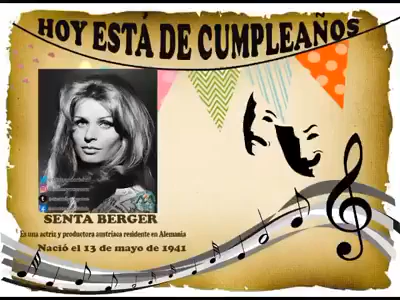 HOY ESTÁ DE CUMPLEAÑOS
SENTA BERGER
Es una actriz y productora austriaca residente en Alemania
Nació el 13 de mayo de 1941